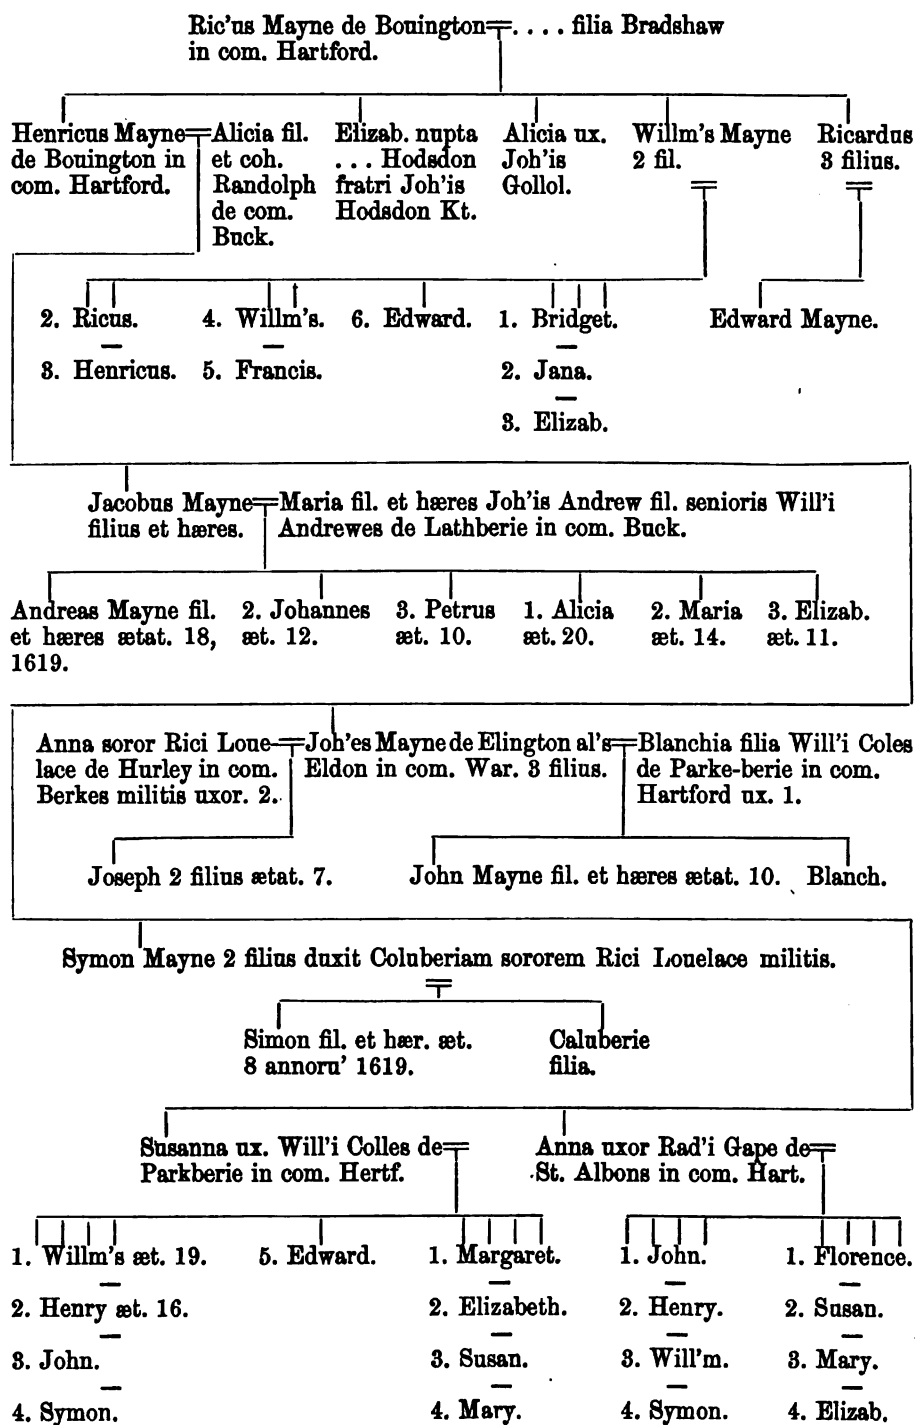 Ric'us Mayne de Bouington=. . . . filia Bradshaw
in com. Hartford.
Henricus Mayne=Alicia fil.
de Bouington in et coh.
com. Hartford. Randolph
de com.
Buck.
Elizab. nupta
. . . Hodsdon
fratri Joh'is
Hodsdon Kt.
Alicia ux.
Joh'is
Gollol.
Willm's Mayne
2 fil.
Ricardus
3 filius.
2. Ricus.
3. Henricus.
4. Willm's.
5. Francis.
6. Edward.
1. Bridget.
2. Jana.
3. Elizab.
Edward Mayne.
Jacobus Mayne=Maria fil. et hæres Joh'is Andrew fil. senioris Will'i
filius et hæres. Andrewes de Lathberie in com. Buck.
Andreas Mayne fil.
et hæres ætat. 18,
1619.
2. Johannes
æt. 12.
3. Petrus
æt. 10.
1. Alicia
æt. 20.
2. Maria
æt. 14.
3. Elizab.
æt. 11.
Anna soror Rici Loue-
lace de Hurley in com.
Berkes militis uxor. 2.
Joh'es Mayne de Elington al's
Eldon in com. War. 3 filius.
Blanchia filia Will'i Coles
de Parke-berie in com.
Hartford ux. 1.
Joseph 2 filius ætat. 7.
John Mayne fil. et hæres ætat. 10.
Blanch.
Symon Mayne 2 filius duxit Coluberiam sororem Rici Louelace militis.
Simon fil. et hær. æt.
8 annoru' 1619.
Caluberie
filia.
Susanna ux. Will'i Colles de
Parkberie in com. Hertf.
Anna uxor Rad'i Gape de
St. Albons in com. Hart.
1. Willm's æt. 19.
2. Henry æt. 16.
3. John.
4. Symon.
5. Edward.
1. Margaret.
2. Elizabeth.
3. Susan.
4. Mary.
1. John.
2. Henry.
3. Will'm.
4. Symon.
1. Florence.
2. Susan.
3. Mary.
4. Elizab.